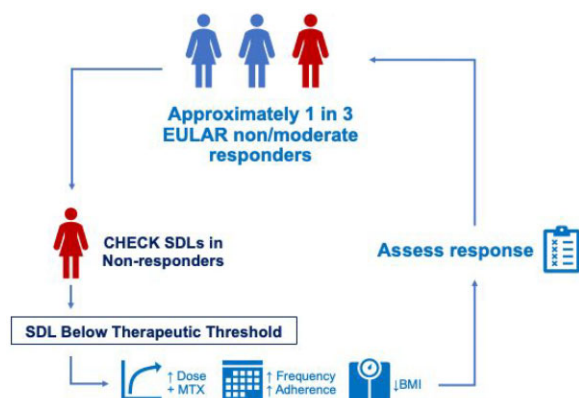 Approximately 1 in 3
EULAR non/moderate
responders
CHECK SDLs in
Non-responders
Assess response
SDL Below Therapeutic Threshold
↑ Dose
+ MTX
↑ Frequency
↑ Adherence
↓BMI